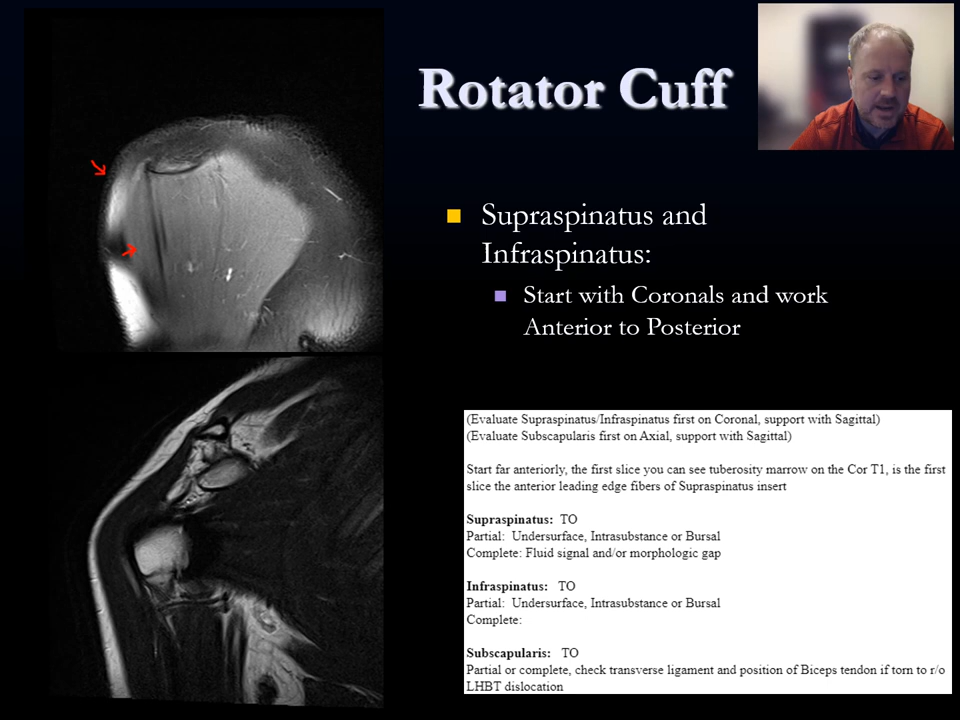 Rotator Cuff
Supraspinatus and
Infraspinatus:
Start with Coronals and work
Anterior to Posterior
(Evaluate Supraspinatus/Infraspinatus first on Coronal, support with Sagittal)
(Evaluate Subscapularis first on Axial, support with Sagittal)
Start far anteriorly, the first slice you can see tuberosity marrow on the Cor T1, is the first
slice the anterior leading edge fibers of Supraspinatus insert
Supraspinatus: TO
Partial: Undersurface, Intrasubstance or Bursal
Complete: Fluid signal and/or morphologic gap
Infraspinatus: TO
Partial: Undersurface, Intrasubstance or Bursal
Complete:
Subscapularis: TO
Partial or complete, check transverse ligament and position of Biceps tendon if torn to r/o
LHBT dislocation